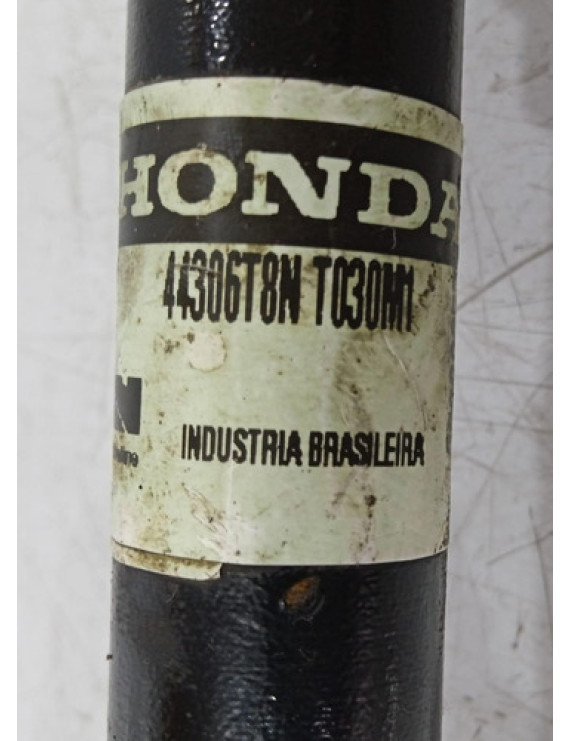 HONDA
44306T8N T030M1
N
INDUSTRIA BRASILEIRA